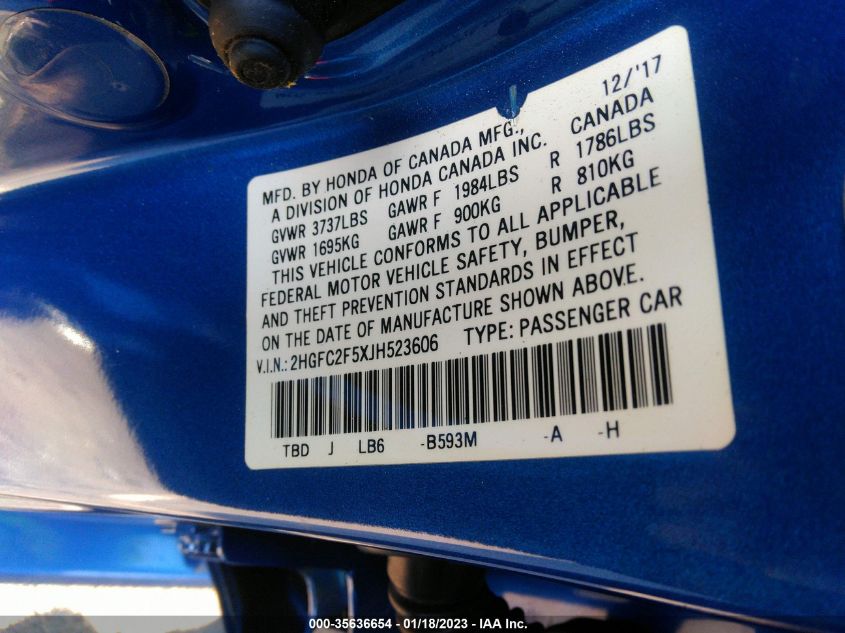 12/'17
MFD. BY HONDA OF CANADA MFG., CANADA
A DIVISION OF HONDA CANADA INC.
GVWR 3737LBS GAWR F 1984LBS R 1786LBS
GVWR 1695KG GAWR F 900KG R 810KG
THIS VEHICLE CONFORMS TO ALL APPLICABLE
FEDERAL MOTOR VEHICLE SAFETY, BUMPER,
AND THEFT PREVENTION STANDARDS IN EFFECT
ON THE DATE OF MANUFACTURE SHOWN ABOVE.
V.I.N.: 2HGFC2F5XJH523606 TYPE: PASSENGER CAR
TBD J LB6 -B593M -A -H
000-35636654 | 01/18/2023 - IAA Inc.